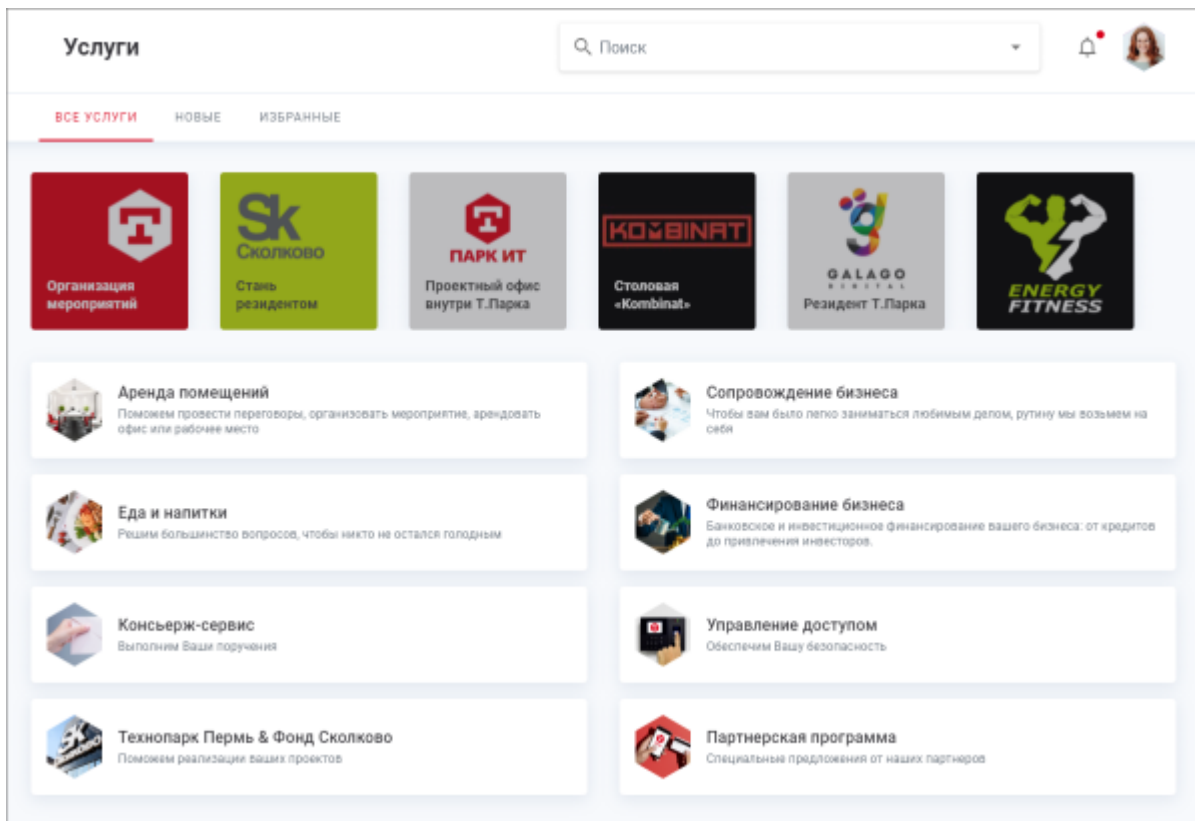 Услуги
Поиск
ВСЕ УСЛУГИ
НОВЫЕ
ИЗБРАННЫЕ
Организация
мероприятий
Sk
Сколково
Стань
резидентом
ПАРК ИТ
Проектный офис
внутри Т.Парка
KOMBINAT
Столовая
«Kombinat»
GALAGO
DIGITAL
Резидент Т.Парка
ENERGY
FITNESS
Аренда помещений
Поможем провести переговоры, организовать мероприятие, арендовать
офис или рабочее место
Сопровождение бизнеса
Чтобы вам было легко заниматься любимым делом, рутину мы возьмем на
себя
Еда и напитки
Решим большинство вопросов, чтобы никто не остался голодным
Финансирование бизнеса
Банковское и инвестиционное финансирование вашего бизнеса: от кредитов
до привлечения инвесторов.
Консьерж-сервис
Выполним Ваши поручения
Управление доступом
Обеспечим Вашу безопасность
Технопарк Пермь & Фонд Сколково
Поможем реализации ваших проектов
Партнерская программа
Специальные предложения от наших партнеров